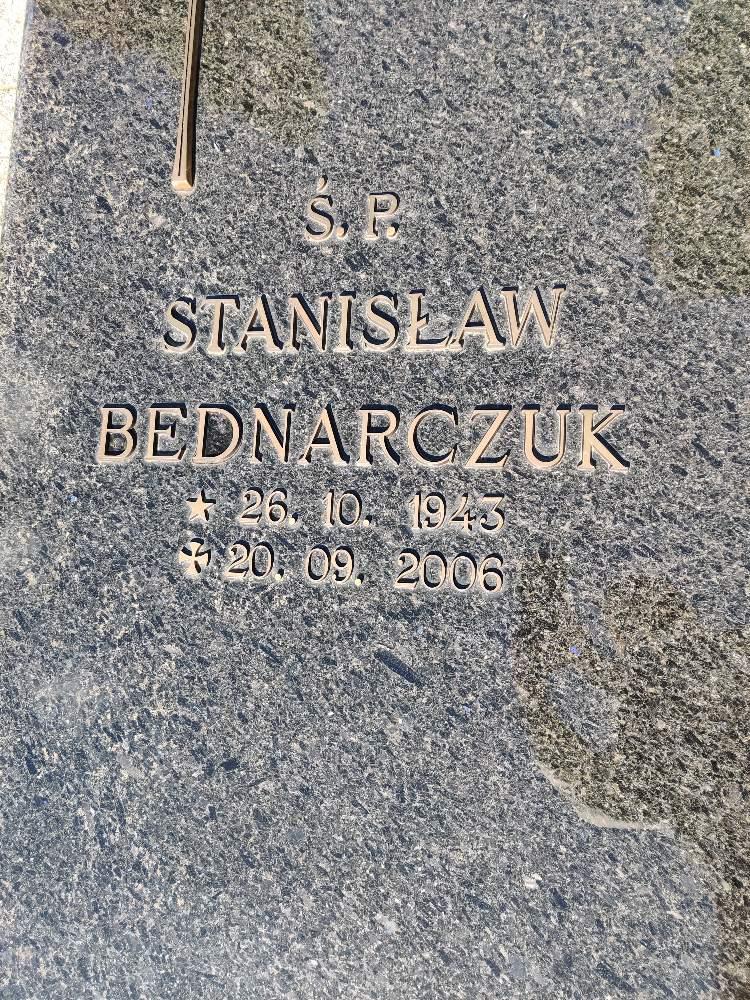 Ś. P.
STANISŁAW
BEDNARCZUK
★ 26. 10. 1943
✠ 20. 09. 2006